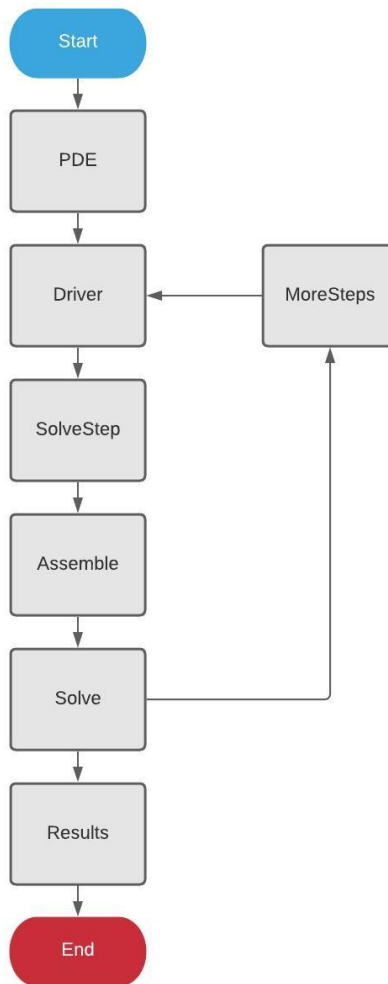 Start
PDE
Driver
MoreSteps
SolveStep
Assemble
Solve
Results
End